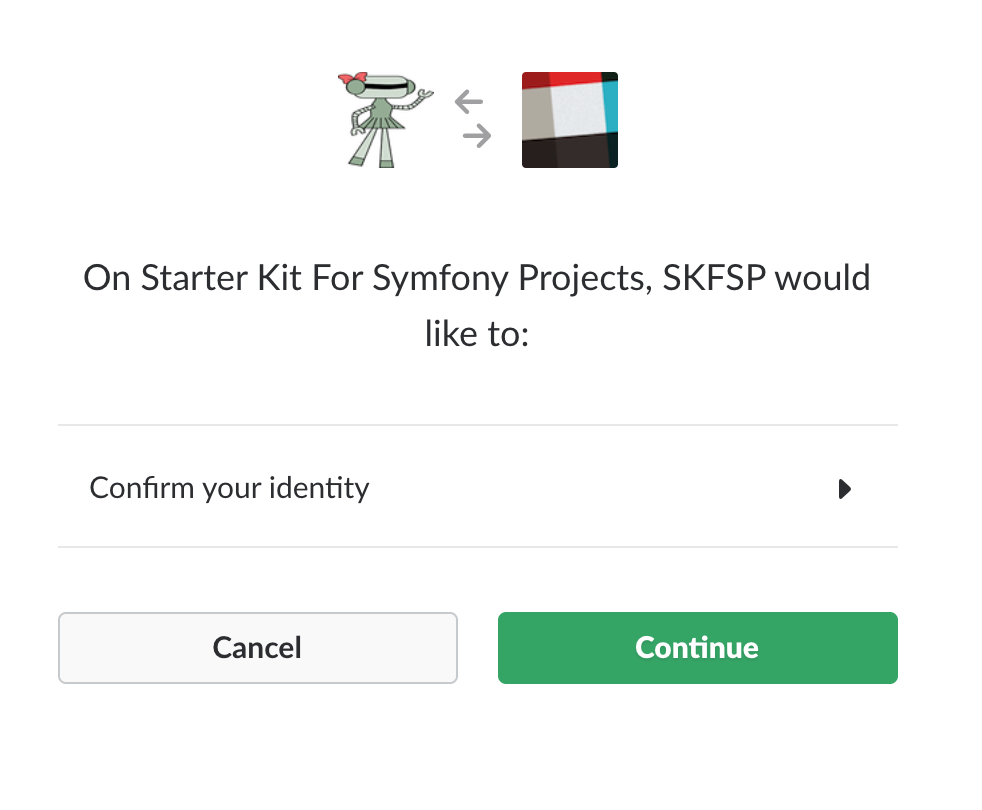 On Starter Kit For Symfony Projects, SKFSP would
like to:
Confirm your identity
Cancel
Continue